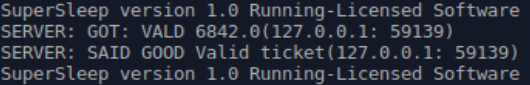 SuperSleep version 1.0 Running-Licensed Software
SERVER: GOT: VALD 6842.0(127.0.0.1: 59139)
SERVER: SAID GOOD Valid ticket(127.0.0.1: 59139)
SuperSleep version 1.0 Running-Licensed Software